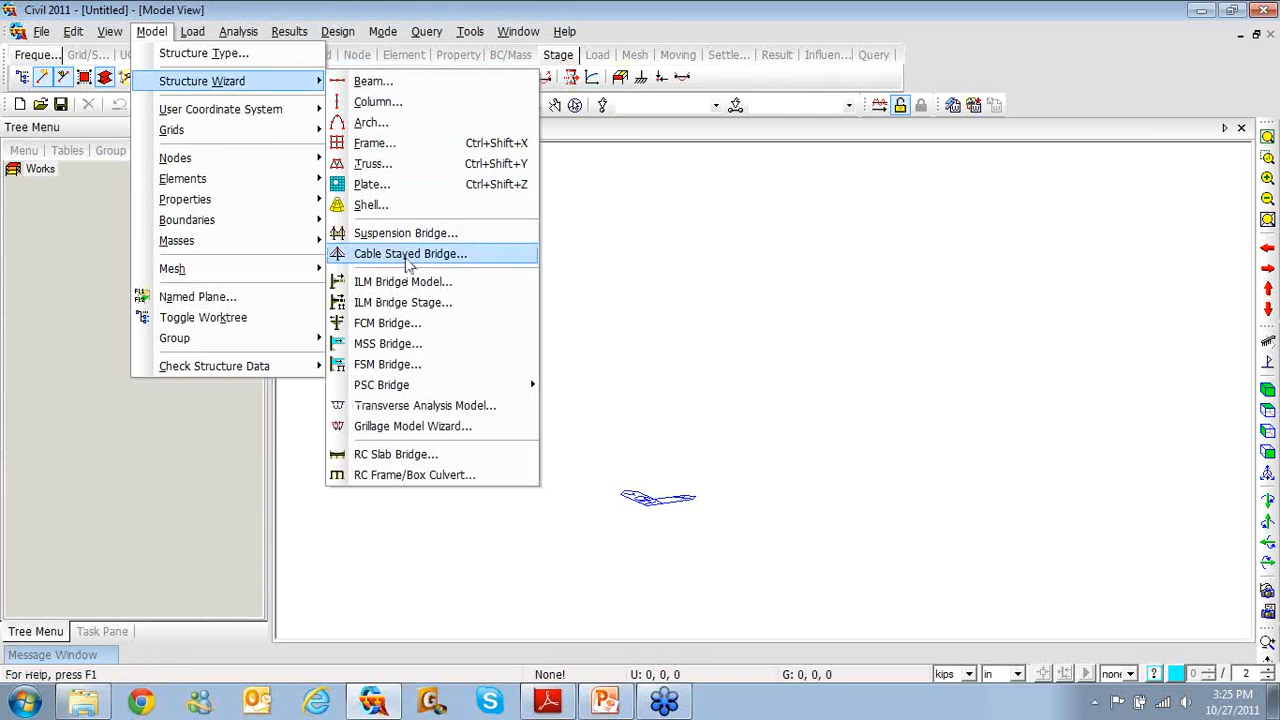 Civil 2011 - [Untitled] - [Model View]
File Edit View Model Load Analysis Results Design Mode Query Tools Window Help
Freque... Grid/S... Node Element Property BC/Mass Stage Load Mesh Moving... Settle... Result Influen... Query
Tree Menu
Menu Tables Group
Works
Structure Type...
Structure Wizard
User Coordinate System
Grids
Nodes
Elements
Properties
Boundaries
Masses
Mesh
Named Plane...
Toggle Worktree
Group
Check Structure Data
Beam...
Column...
Arch...
Frame... Ctrl+Shift+X
Truss... Ctrl+Shift+Y
Plate... Ctrl+Shift+Z
Shell...
Suspension Bridge...
Cable Stayed Bridge...
ILM Bridge Model...
ILM Bridge Stage...
FCM Bridge...
MSS Bridge...
FSM Bridge...
PSC Bridge
Transverse Analysis Model...
Grillage Model Wizard...
RC Slab Bridge...
RC Frame/Box Culvert...
Tree Menu Task Pane
Message Window
For Help, press F1 None! U: 0, 0, 0 G: 0, 0, 0 kips in non 0 / 2
3:25 PM
10/27/2011